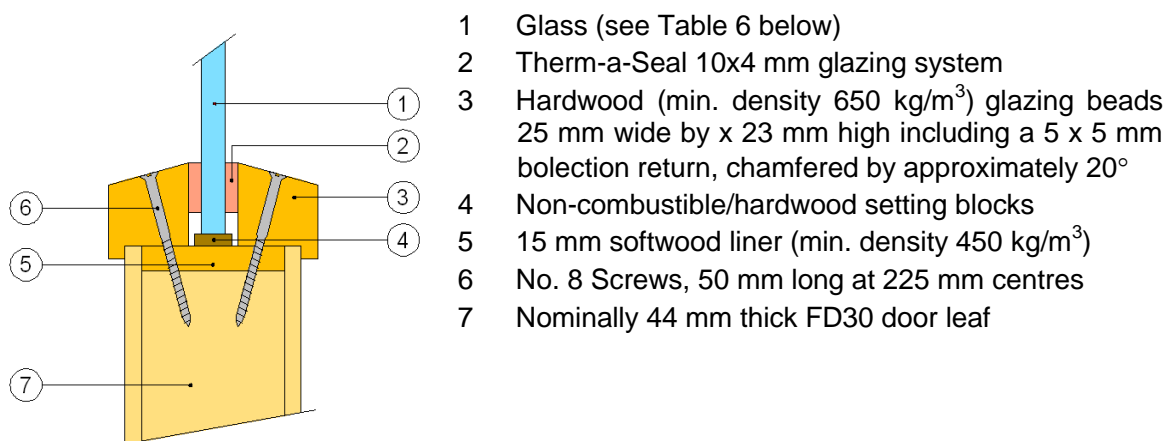 1 Glass (see Table 6 below)
2 Therm-a-Seal 10x4 mm glazing system
3 Hardwood (min. density 650 kg/m³) glazing beads
25 mm wide by x 23 mm high including a 5 x 5 mm
bolection return, chamfered by approximately 20°
4 Non-combustible/hardwood setting blocks
5 15 mm softwood liner (min. density 450 kg/m³)
6 No. 8 Screws, 50 mm long at 225 mm centres
7 Nominally 44 mm thick FD30 door leaf
1
2
3
6
4
5
7